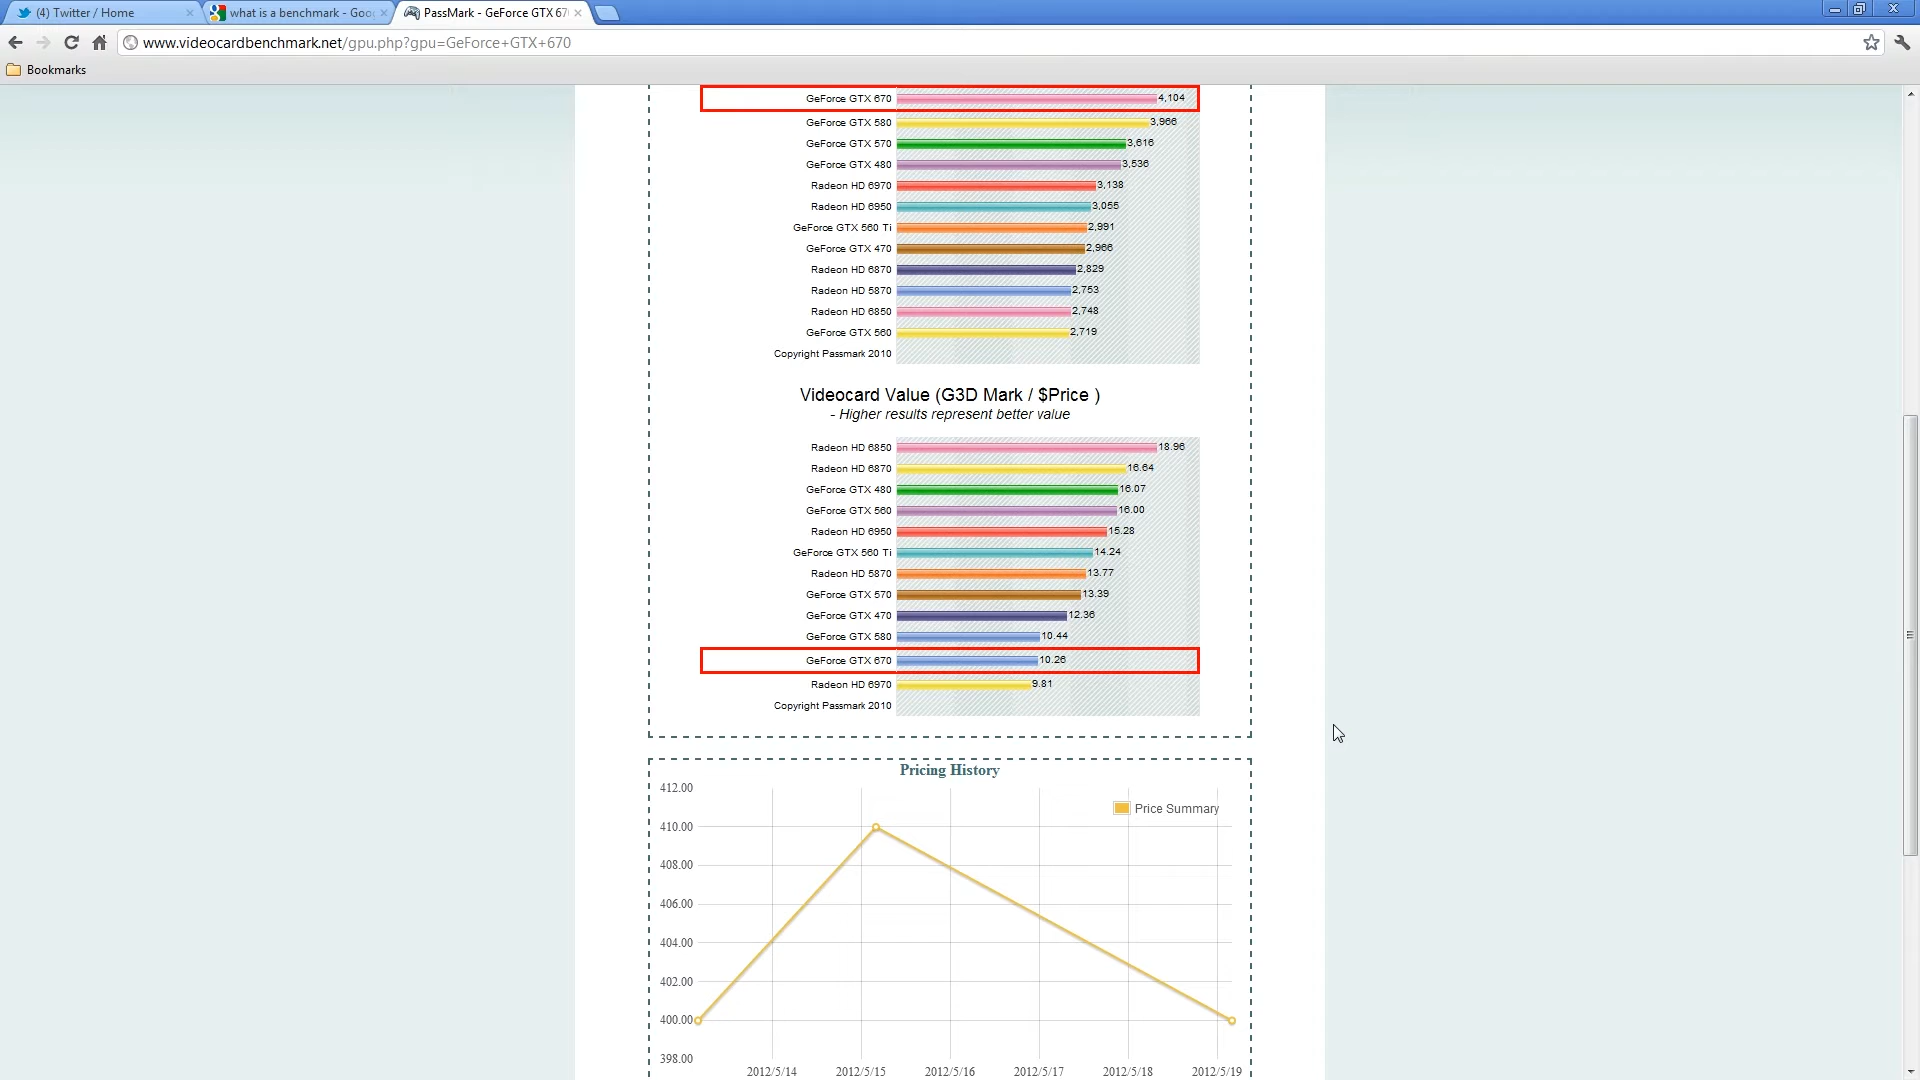 (4) Twitter / Home
what is a benchmark - Goo
PassMark - GeForce GTX 67
www.videocardbenchmark.net/gpu.php?gpu=GeForce+GTX+670
Bookmarks
GeForce GTX 670 4,104
GeForce GTX 580 3,966
GeForce GTX 570 3,616
GeForce GTX 480 3,536
Radeon HD 6970 3,138
Radeon HD 6950 3,055
GeForce GTX 560 Ti 2,991
GeForce GTX 470 2,966
Radeon HD 6870 2,829
Radeon HD 5870 2,753
Radeon HD 6850 2,748
GeForce GTX 560 2,719
Copyright Passmark 2010
Videocard Value (G3D Mark / $Price )
- Higher results represent better value
Radeon HD 6850 18.96
Radeon HD 6870 16.64
GeForce GTX 480 16.07
GeForce GTX 560 16.00
Radeon HD 6950 15.28
GeForce GTX 560 Ti 14.24
Radeon HD 5870 13.77
GeForce GTX 570 13.39
GeForce GTX 470 12.36
GeForce GTX 580 10.44
GeForce GTX 670 10.26
Radeon HD 6970 9.81
Copyright Passmark 2010
Pricing History
412.00
Price Summary
410.00
408.00
406.00
404.00
402.00
400.00
398.00
2012/5/14 2012/5/15 2012/5/16 2012/5/17 2012/5/18 2012/5/19